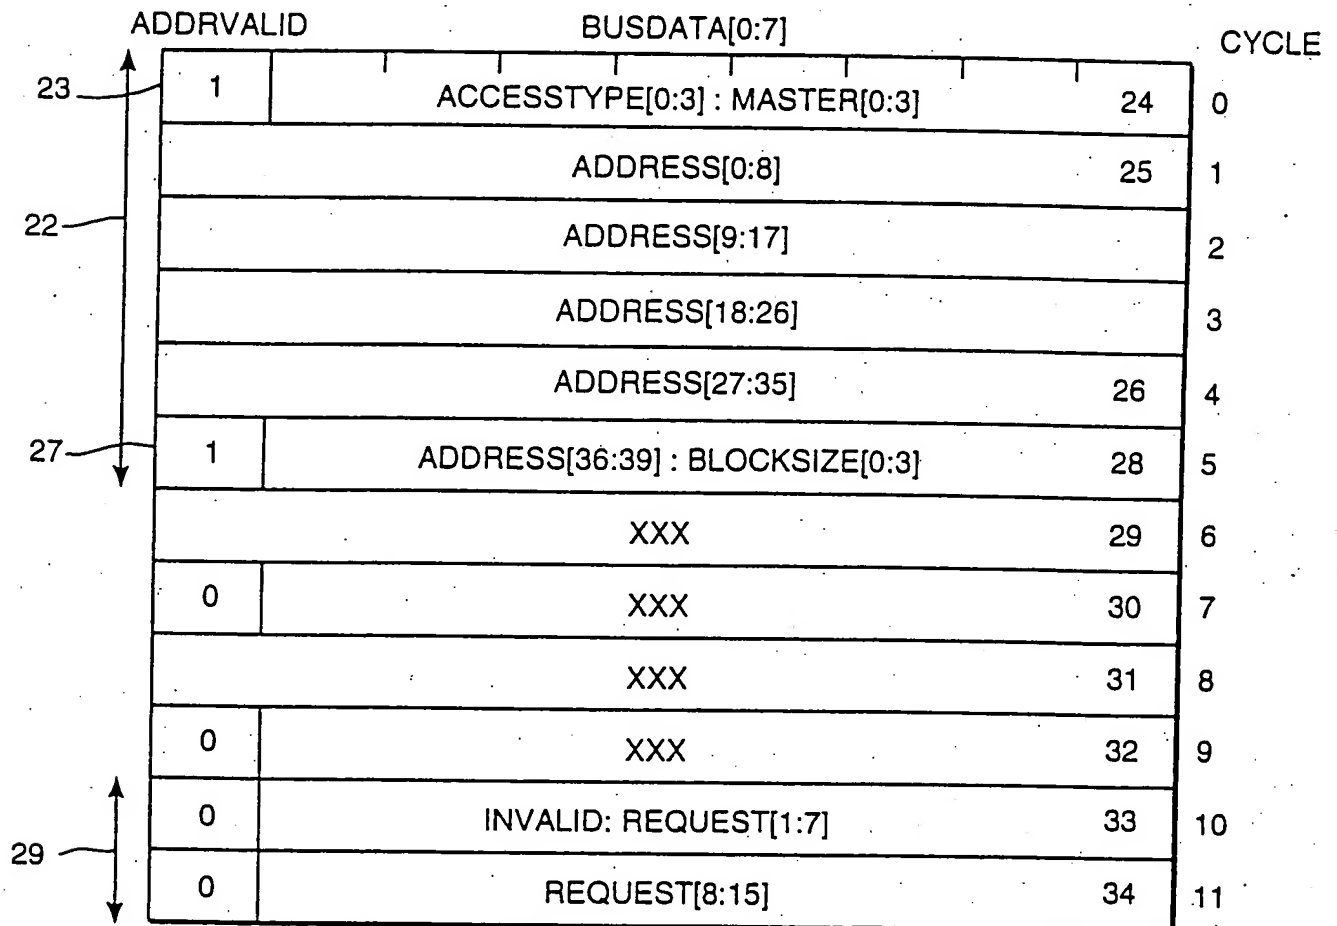 ADDRVALID BUSDATA[0:7] CYCLE
23 1 ACCESSTYPE[0:3] : MASTER[0:3] 24 0
ADDRESS[0:8] 25 1
22 ADDRESS[9:17] 2
ADDRESS[18:26] 3
ADDRESS[27:35] 26 4
27 1 ADDRESS[36:39] : BLOCKSIZE[0:3] 28 5
XXX 29 6
0 XXX 30 7
XXX 31 8
0 XXX 32 9
0 INVALID: REQUEST[1:7] 33 10
29 0 REQUEST[8:15] 34 11